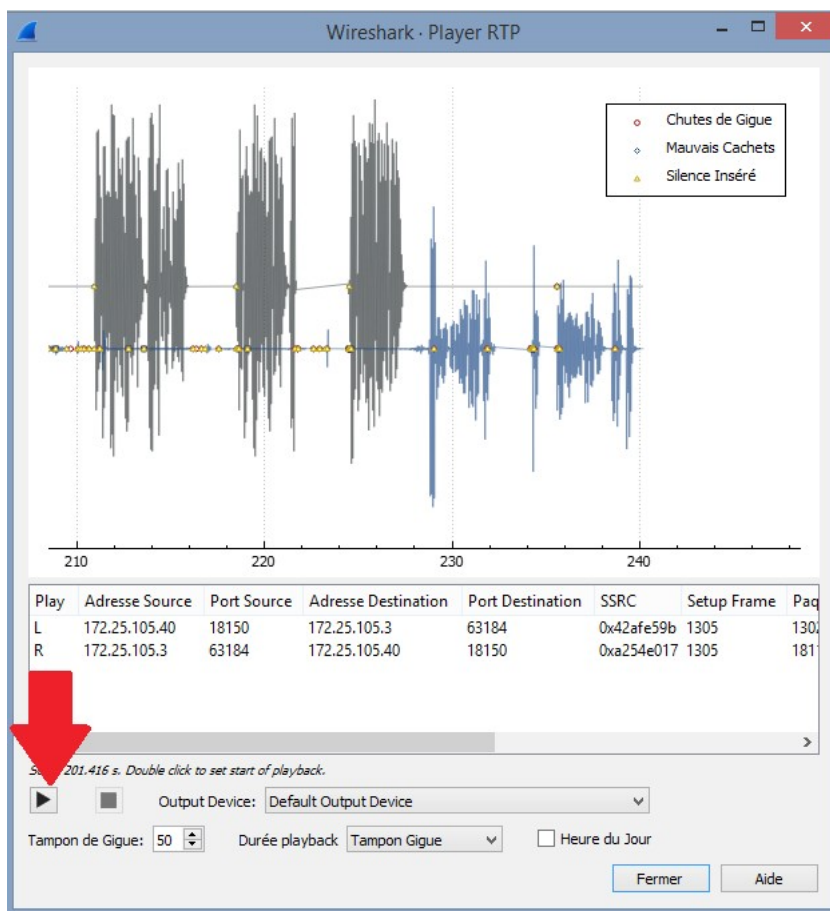 Wireshark · Player RTP
Chutes de Gigue
Mauvais Cachets
Silence Inséré
210 220 230 240
Play Adresse Source Port Source Adresse Destination Port Destination SSRC Setup Frame Paq
L 172.25.105.40 18150 172.25.105.3 63184 0x42afe59b 1305 1302
R 172.25.105.3 63184 172.25.105.40 18150 0xa254e017 1305 181
201.416 s. Double click to set start of playback.
Output Device: Default Output Device
Tampon de Gigue: 50 Durée playback Tampon Gigue Heure du Jour
Fermer Aide